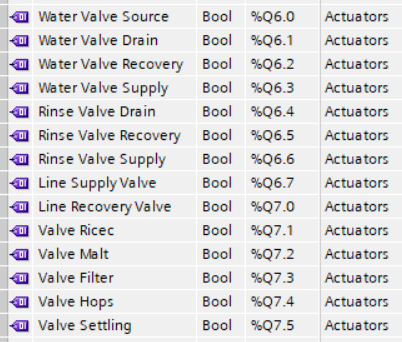 Water Valve Source Bool %Q6.0 Actuators
Water Valve Drain Bool %Q6.1 Actuators
Water Valve Recovery Bool %Q6.2 Actuators
Water Valve Supply Bool %Q6.3 Actuators
Rinse Valve Drain Bool %Q6.4 Actuators
Rinse Valve Recovery Bool %Q6.5 Actuators
Rinse Valve Supply Bool %Q6.6 Actuators
Line Supply Valve Bool %Q6.7 Actuators
Line Recovery Valve Bool %Q7.0 Actuators
Valve Ricec Bool %Q7.1 Actuators
Valve Malt Bool %Q7.2 Actuators
Valve Filter Bool %Q7.3 Actuators
Valve Hops Bool %Q7.4 Actuators
Valve Settling Bool %Q7.5 Actuators